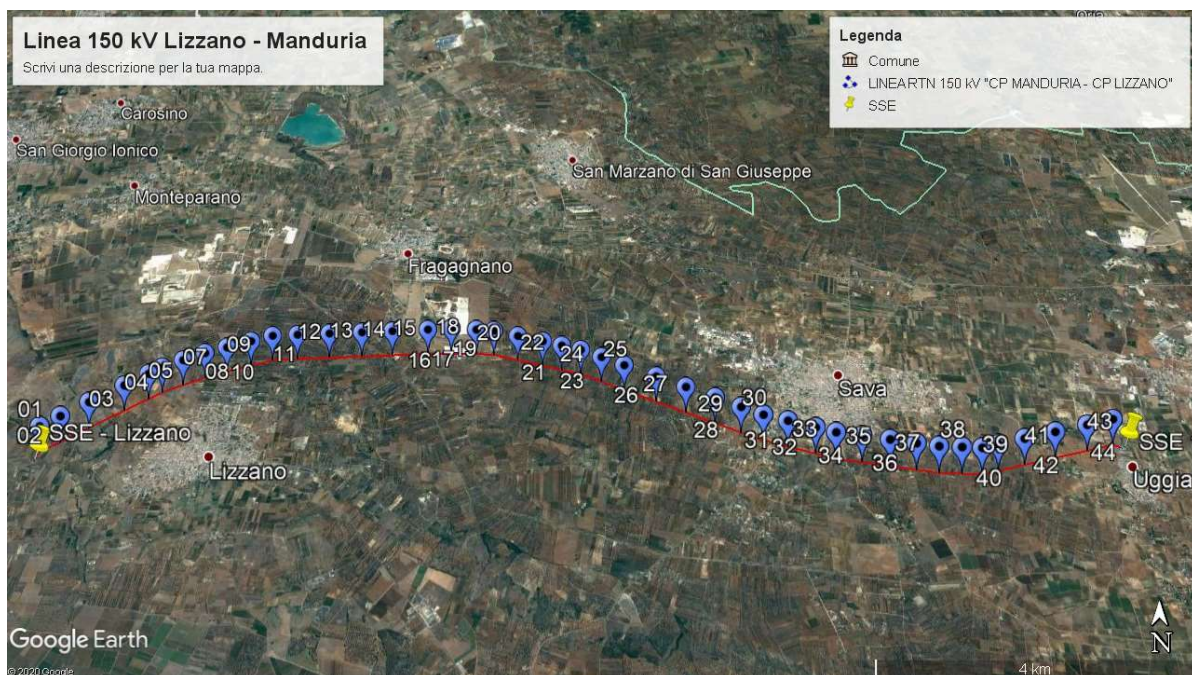 Linea 150 kV Lizzano - Manduria
Scrivi una descrizione per la tua mappa.
Legenda
Comune
LINEA RTN 150 kV "CP MANDURIA - CP LIZZANO"
SSE
Carosino
San Giorgio Ionico
Monteparano
San Marzano di San Giuseppe
Fragagnano
12 13 14 15 18
07 09 20 22
04 05 08 10 11 16 17 19 21 24 25
03 23 27
01 26 29 30
02 SSE - Lizzano 28 31 33
Sava
32 34 35 37 38 39 41 43
36 40 42 44 SSE
Lizzano
Uggia
Google Earth
N
© 2020 Google
4 km